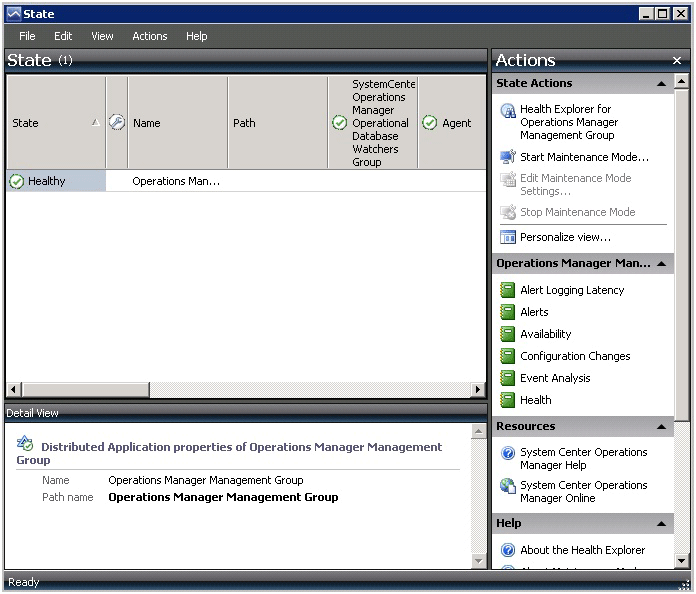 State
File Edit View Actions Help
State (1)
State
Name
Path
SystemCente
Operations
Manager
Operational
Database
Watchers
Group
Agent
Healthy
Operations Man...
Detail View
Distributed Application properties of Operations Manager Management
Group
Name Operations Manager Management Group
Path name Operations Manager Management Group
Actions
State Actions
Health Explorer for
Operations Manager
Management Group
Start Maintenance Mode...
Edit Maintenance Mode
Settings...
Stop Maintenance Mode
Personalize view...
Operations Manager Man...
Alert Logging Latency
Alerts
Availability
Configuration Changes
Event Analysis
Health
Resources
System Center Operations
Manager Help
System Center Operations
Manager Online
Help
About the Health Explorer
Ready